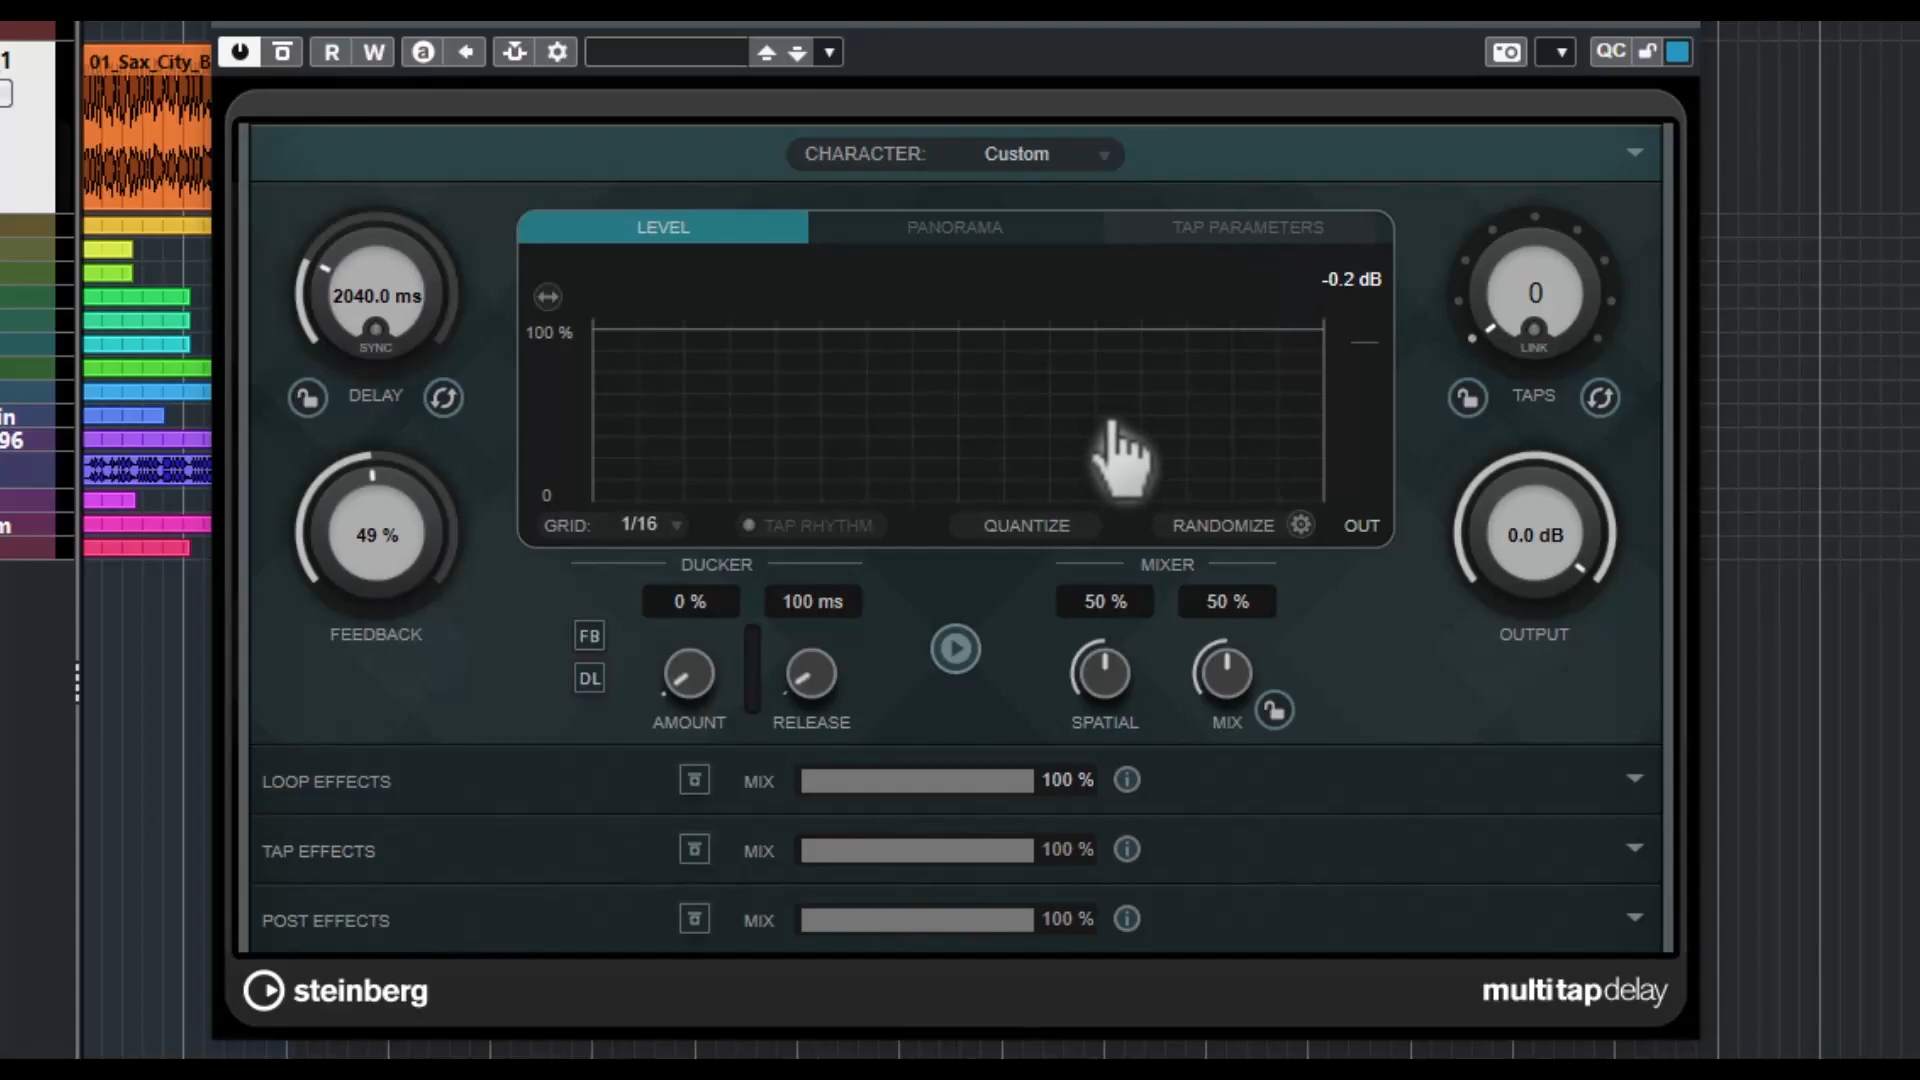 1
01_Sax_City_B
R W
QC
CHARACTER: Custom
LEVEL PANORAMA TAP PARAMETERS
-0.2 dB
2040.0 ms
SYNC
DELAY
100 %
0
0
LINK
TAPS
in
96
m
GRID: 1/16 TAP RHYTHM QUANTIZE RANDOMIZE OUT
49 %
FEEDBACK
0.0 dB
OUTPUT
DUCKER
0 % 100 ms
FB
DL
AMOUNT RELEASE
MIXER
50 % 50 %
SPATIAL MIX
LOOP EFFECTS MIX 100 %
TAP EFFECTS MIX 100 %
POST EFFECTS MIX 100 %
steinberg
multitapdelay